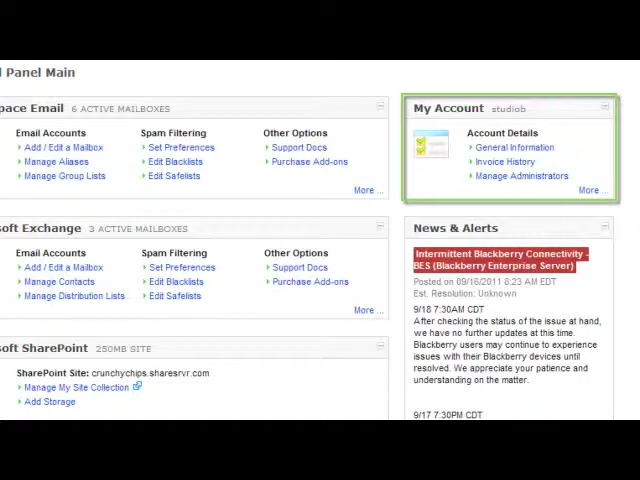 l Panel Main
pace Email 6 ACTIVE MAILBOXES
Email Accounts
Add / Edit a Mailbox
Manage Aliases
Manage Group Lists
Spam Filtering
Set Preferences
Edit Blacklists
Edit Safelists
Other Options
Support Docs
Purchase Add-ons
More ...
My Account studiob
Account Details
General Information
Invoice History
Manage Administrators
More ...
soft Exchange 3 ACTIVE MAILBOXES
Email Accounts
Add / Edit a Mailbox
Manage Contacts
Manage Distribution Lists
Spam Filtering
Set Preferences
Edit Blacklists
Edit Safelists
Other Options
Support Docs
Purchase Add-ons
More ...
News & Alerts
Intermittent Blackberry Connectivity -
BES (Blackberry Enterprise Server)
Posted on 09/16/2011 8:23 AM EDT
Est. Resolution: Unknown
9/18 7:30AM CDT
After checking the status of the issue at hand,
we have no further updates at this time.
Blackberry users may continue to experience
issues with their Blackberry devices until
resolved. We appreciate your patience and
understanding on the matter.
9/17 7:30PM CDT
soft SharePoint 250MB SITE
SharePoint Site: crunchychips.sharesrvr.com
Manage My Site Collection
Add Storage